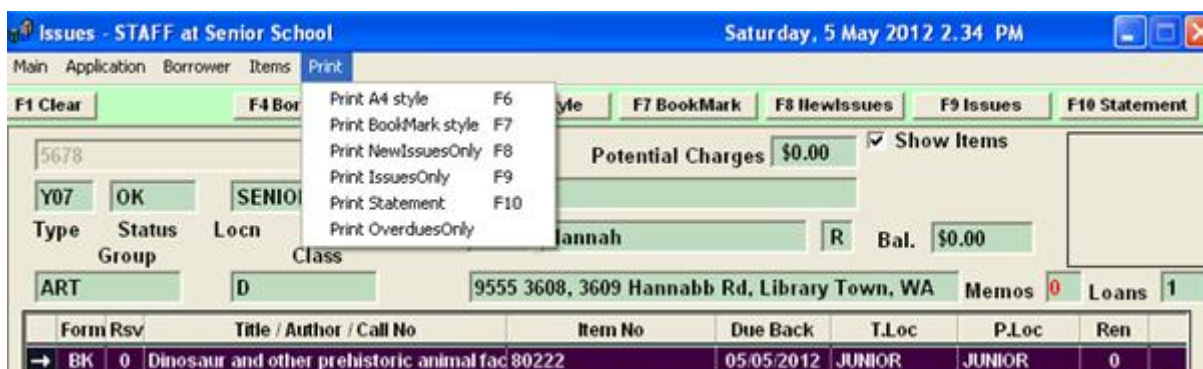 Issues - STAFF at Senior School Saturday, 5 May 2012 2.34 PM
Main Application Borrower Items Print
F1 Clear F4 Bor yle F7 BookMark F8 NewIssues F9 Issues F10 Statement
Print A4 style F6
Print BookMark style F7
Print NewIssuesOnly F8
Print IssuesOnly F9
Print Statement F10
Print OverduesOnly
5678 Potential Charges $0.00 Show Items
Y07 OK SENIO
Type Status Locn Hannah R Bal. $0.00
Group Class
ART D 9555 3608, 3609 Hannabb Rd, Library Town, WA Memos 0 Loans 1
Form Rsv Title / Author / Call No Item No Due Back T.Loc P.Loc Ren
BK 0 Dinosaur and other prehistoric animal fac 80222 05/05/2012 JUNIOR JUNIOR 0